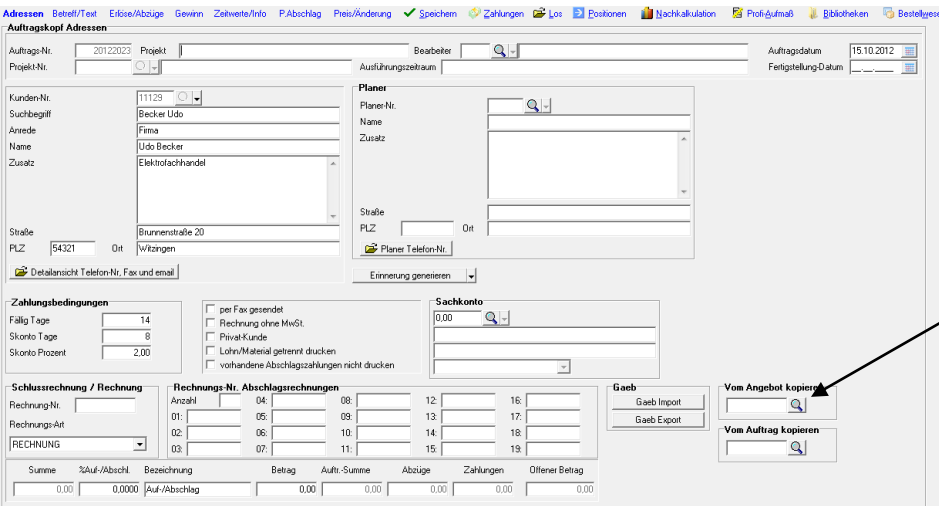 Adressen Betreff/Text Erlöse/Abzüge Gewinn Zeitwerte/Info P.Abschlag Preis/Änderung Speichern Zahlungen Los Positionen Nachkalkulation Profi-Aufmaß Bibliotheken Bestellwese
Auftragskopf Adressen
Auftrags-Nr. 20122023 Projekt Bearbeiter Auftragsdatum 15.10.2012
Projekt-Nr. Ausführungszeitraum Fertigstellung-Datum __.__.____
Planer
Kunden-Nr. 11129
Suchbegriff Becker Udo
Anrede Firma
Name Udo Becker
Zusatz Elektrofachhandel
Straße Brunnenstraße 20
PLZ 54321 Ort Witzingen
Detailansicht Telefon-Nr, Fax und email
Planer-Nr.
Name
Zusatz
Straße
PLZ Ort
Planer Telefon-Nr.
Erinnerung generieren
Zahlungsbedingungen
Fällig Tage 14
Skonto Tage 8
Skonto Prozent 2,00
per Fax gesendet
Rechnung ohne MwSt.
Privat-Kunde
Lohn/Material getrennt drucken
vorhandene Abschlagszahlungen nicht drucken
Sachkonto
0,00
Schlussrechnung / Rechnung
Rechnung-Nr.
Rechnungs-Art
RECHNUNG
Rechnungs-Nr. Abschlagsrechnungen
Anzahl 04: 08: 12: 16:
01: 05: 09: 13: 17:
02: 06: 10: 14: 18:
03: 07: 11: 15: 19:
Gaeb
Gaeb Import
Gaeb Export
Vom Angebot kopieren
Vom Auftrag kopieren
Summe %Auf-/Abschl. Bezeichnung Betrag Auftr.-Summe Abzüge Zahlungen Offener Betrag
0,00 0,0000 Auf-/Abschlag 0,00 0,00 0,00 0,00 0,00